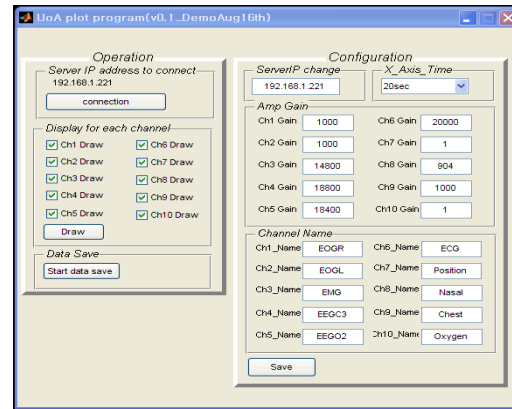 UoA plot program(v0.1_DemoAug16th)
Operation
Server IP address to connect
192.168.1.221
connection
Display for each channel
Ch1 Draw Ch6 Draw
Ch2 Draw Ch7 Draw
Ch3 Draw Ch8 Draw
Ch4 Draw Ch9 Draw
Ch5 Draw Ch10 Draw
Draw
Data Save
Start data save
Configuration
ServerIP change X_Axis_Time
192.168.1.221 20sec
Amp Gain
Ch1 Gain 1000 Ch6 Gain 20000
Ch2 Gain 1000 Ch7 Gain 1
Ch3 Gain 14800 Ch8 Gain 904
Ch4 Gain 18800 Ch9 Gain 1000
Ch5 Gain 18400 Ch10 Gain 1
Channel Name
Ch1_Name EOGR Ch6_Name ECG
Ch2_Name EOGL Ch7_Name Position
Ch3_Name EMG Ch8_Name Nasal
Ch4_Name EEGC3 Ch9_Name Chest
Ch5_Name EEGO2 Ch10_Name Oxygen
Save